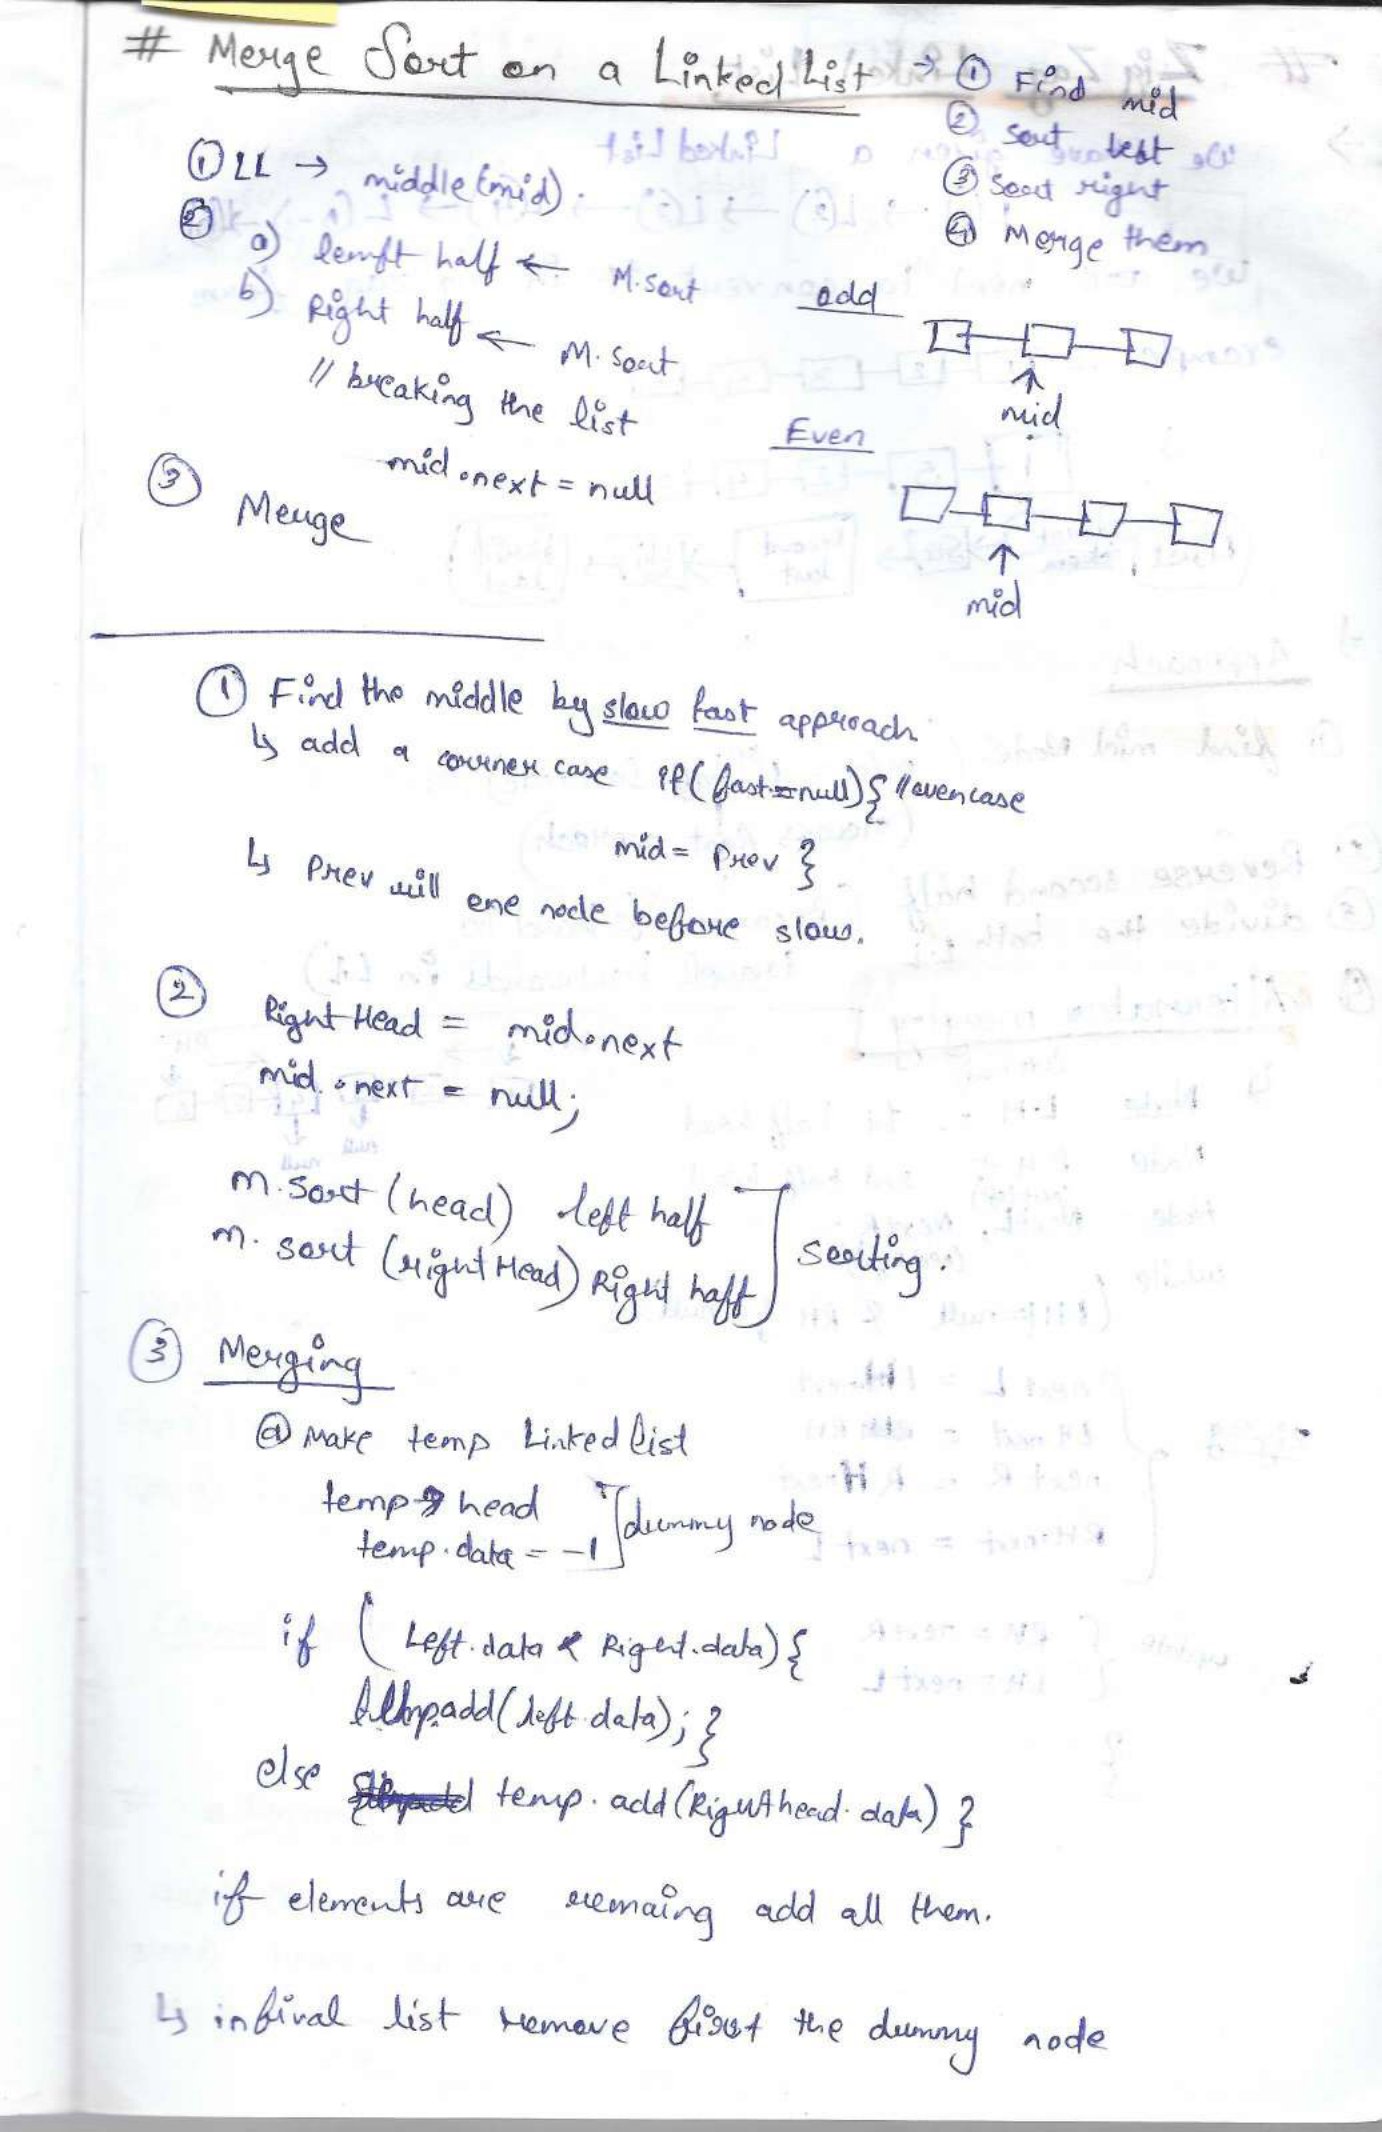 # Merge Sort on a Linked List → ① Find mid
② sort left
③ Sort right
④ Merge them
① LL → middle (mid).
②
a) lemft half ← M.sort
b) Right half ← M.Sort
// breaking the list
mid.next = null
③ Merge
odd
mid
Even
mid
① Find the middle by slow fast approach
↳ add a corner case if(fast==null){ //evencase
mid = Prev }
↳ Prev will one node before slow.
② Right Head = mid.next
mid.next = null;
m.sort (head) left half
m.sort (right Head) Right half
Sorting.
③ Merging
ⓐ Make temp Linked list
temp → head
temp.data = -1
dummy node
if ( Left.data < Right.data) {
add(left.data); }
else temp.add(Righthead.data) }
if elements are remaing add all them.
↳ in final list remove first the dummy node